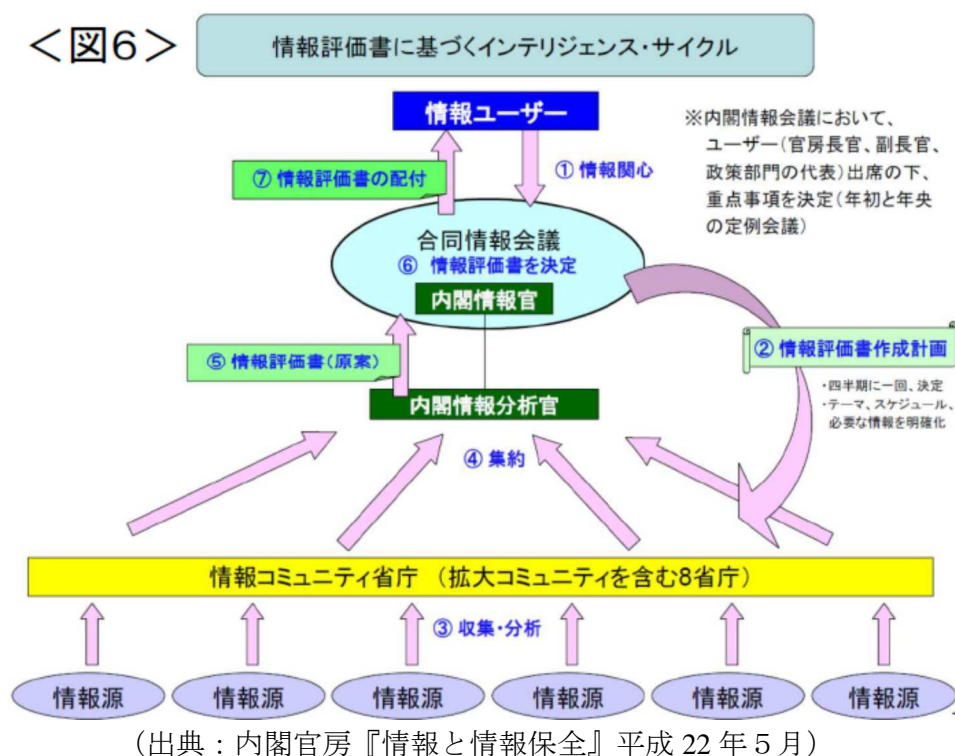 ＜図6＞
情報評価書に基づくインテリジェンス・サイクル
情報ユーザー
※内閣情報会議において、
ユーザー(官房長官、副長官、
政策部門の代表)出席の下、
重点事項を決定(年初と年央
の定例会議)
⑦ 情報評価書の配付
① 情報関心
合同情報会議
⑥ 情報評価書を決定
内閣情報官
② 情報評価書作成計画
・四半期に一回、決定
・テーマ、スケジュール、
必要な情報を明確化
⑤ 情報評価書(原案)
内閣情報分析官
④ 集約
情報コミュニティ省庁 (拡大コミュニティを含む8省庁)
③ 収集・分析
情報源
情報源
情報源
情報源
情報源
情報源
（出典：内閣官房『情報と情報保全』平成 22 年５月）